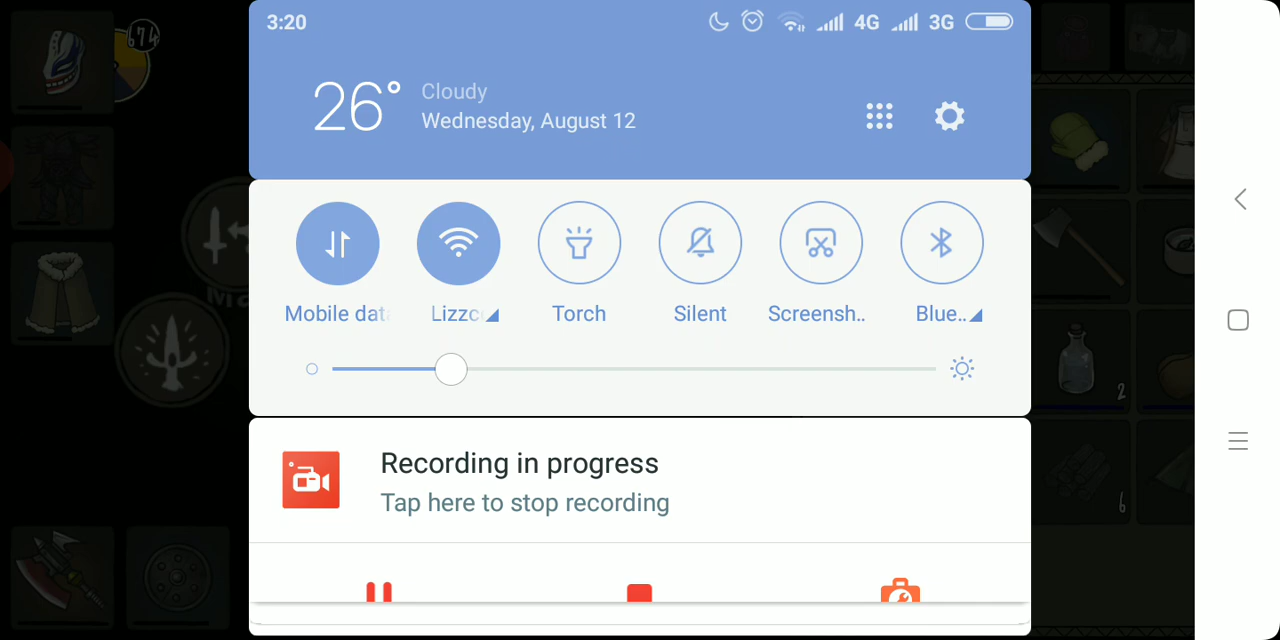 3:20
4G
3G
26°
Cloudy
Wednesday, August 12
Mobile dat
Lizzc
Torch
Silent
Screensh..
Blue..
Recording in progress
Tap here to stop recording
674
2
6